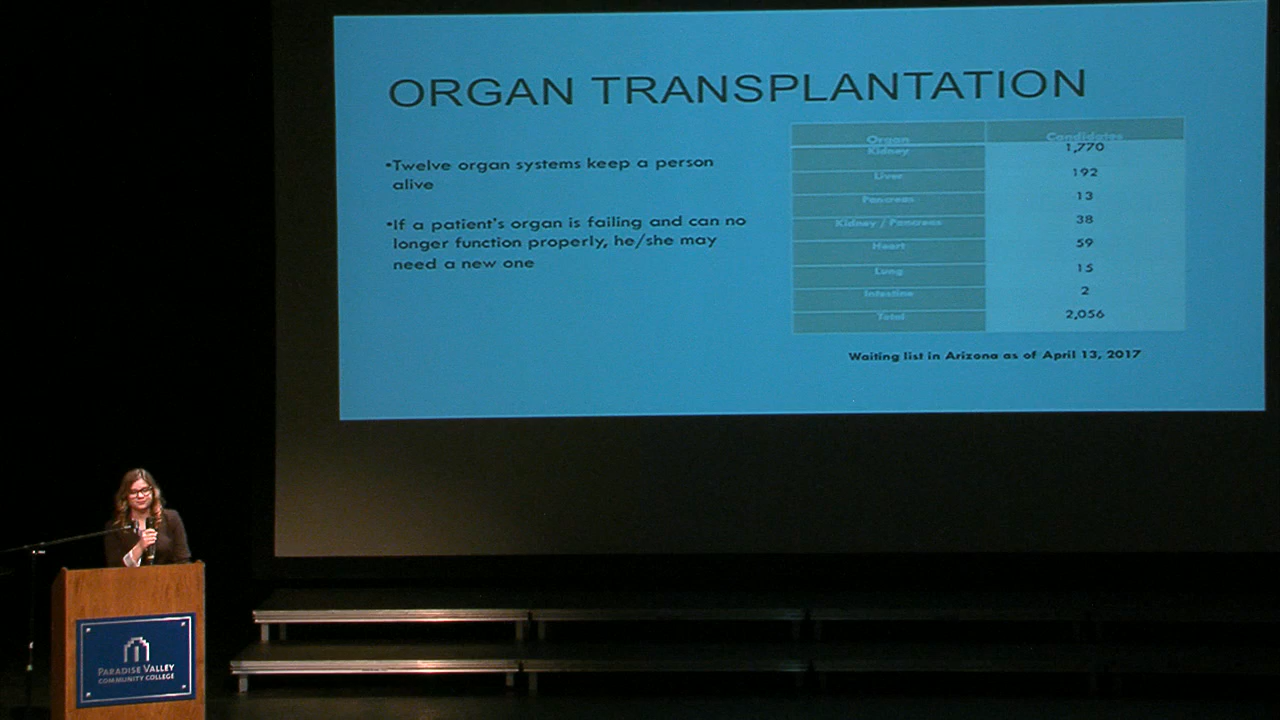 ORGAN TRANSPLANTATION
•Twelve organ systems keep a person
alive
•If a patient's organ is failing and can no
longer function properly, he/she may
need a new one
Organ Candidates
Kidney 1,770
Liver 192
Pancreas 13
Kidney / Pancreas 38
Heart 59
Lung 15
Intestine 2
Total 2,056
Waiting list in Arizona as of April 13, 2017
PARADISE VALLEY
COMMUNITY COLLEGE